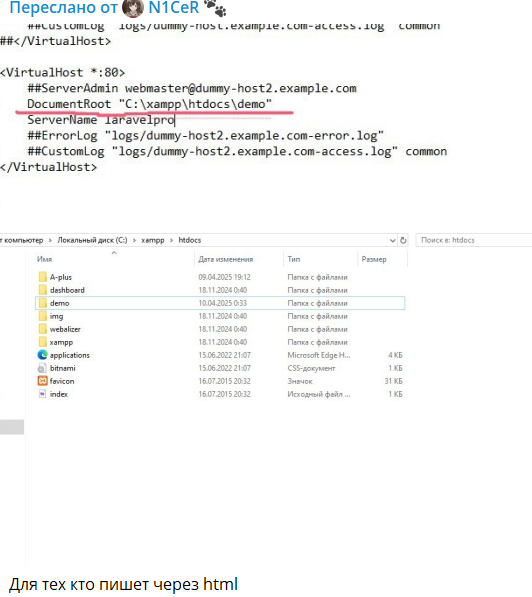 Переслано от N1CeR
##CustomLog "logs/dummy-host.example.com-access.log" common
##</VirtualHost>
<VirtualHost *:80>
##ServerAdmin webmaster@dummy-host2.example.com
DocumentRoot "C:\xampp\htdocs\demo"
ServerName laravelpro
##ErrorLog "logs/dummy-host2.example.com-error.log"
##CustomLog "logs/dummy-host2.example.com-access.log" common
</VirtualHost>
т компьютер › Локальный диск (C:) › xampp › htdocs Поиск в: htdocs
Имя Дата изменения Тип Размер
A-plus 09.04.2025 19:12 Папка с файлами
dashboard 18.11.2024 0:40 Папка с файлами
demo 10.04.2025 0:33 Папка с файлами
img 18.11.2024 0:40 Папка с файлами
webalizer 18.11.2024 0:40 Папка с файлами
xampp 18.11.2024 0:40 Папка с файлами
applications 15.06.2022 21:07 Microsoft Edge H... 4 КБ
bitnami 15.06.2022 21:07 CSS-документ 1 КБ
favicon 16.07.2015 20:32 Значок 31 КБ
index 16.07.2015 20:32 Исходный файл ... 1 КБ
Для тех кто пишет через html